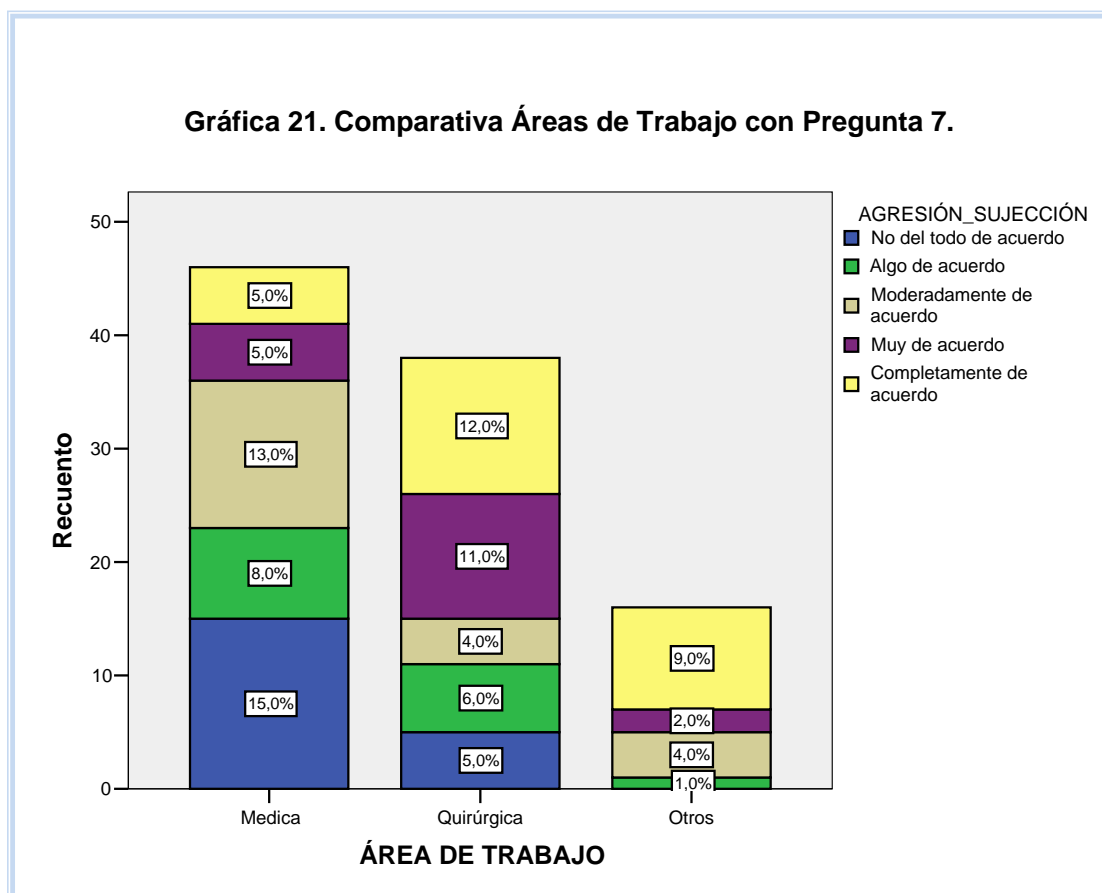 Gráfica 21. Comparativa Áreas de Trabajo con Pregunta 7.
AGRESIÓN_SUJECCIÓN
No del todo de acuerdo
Algo de acuerdo
Moderadamente de
acuerdo
Muy de acuerdo
Completamente de
acuerdo
Recuento
50
40
30
20
10
0
5,0%
5,0%
13,0%
8,0%
15,0%
12,0%
11,0%
4,0%
6,0%
5,0%
9,0%
2,0%
4,0%
1,0%
Medica
Quirúrgica
Otros
ÁREA DE TRABAJO